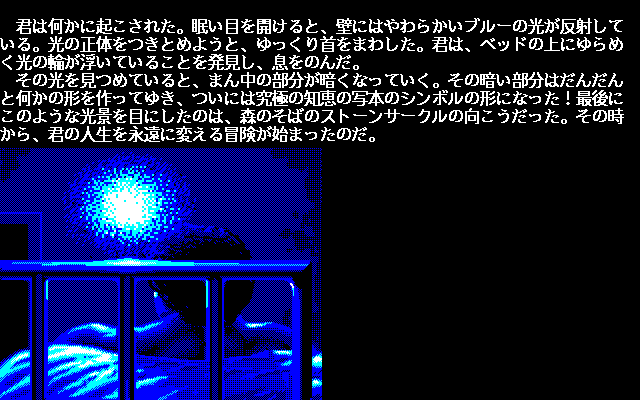 君は何かに起こされた。眠い目を開けると、壁にはやわらかいブルーの光が反射して
いる。光の正体をつきとめようと、ゆっくり首をまわした。君は、ベッドの上にゆらめ
く光の輪が浮いていることを発見し、息をのんだ。
　その光を見つめていると、まん中の部分が暗くなっていく。その暗い部分はだんだん
と何かの形を作ってゆき、ついには究極の知恵の写本のシンボルの形になった！最後に
このような光景を目にしたのは、森のそばのストーンサークルの向こうだった。その時
から、君の人生を永遠に変える冒険が始まったのだ。